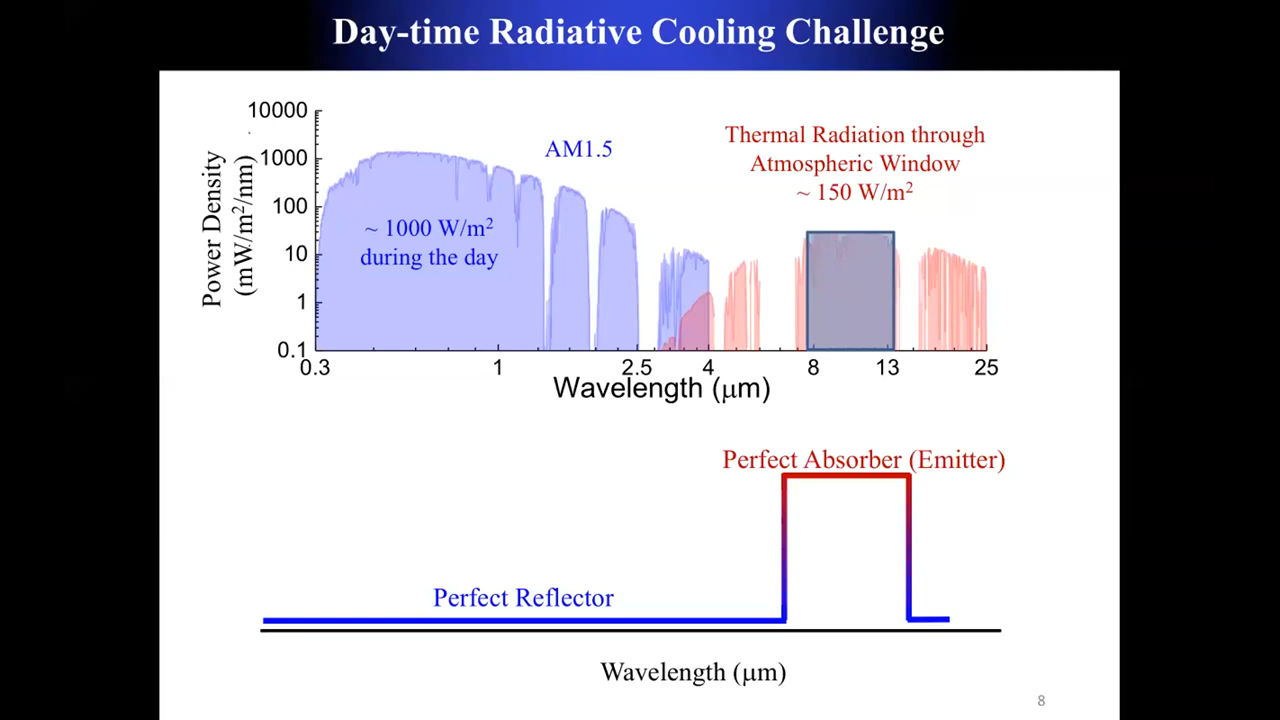 Day-time Radiative Cooling Challenge
10000
1000
100
10
1
0.1
Power Density
(mW/m²/nm)
AM1.5
~ 1000 W/m²
during the day
Thermal Radiation through
Atmospheric Window
~ 150 W/m²
0.3 1 2.5 4 8 13 25
Wavelength (μm)
Perfect Absorber (Emitter)
Perfect Reflector
Wavelength (μm)
8